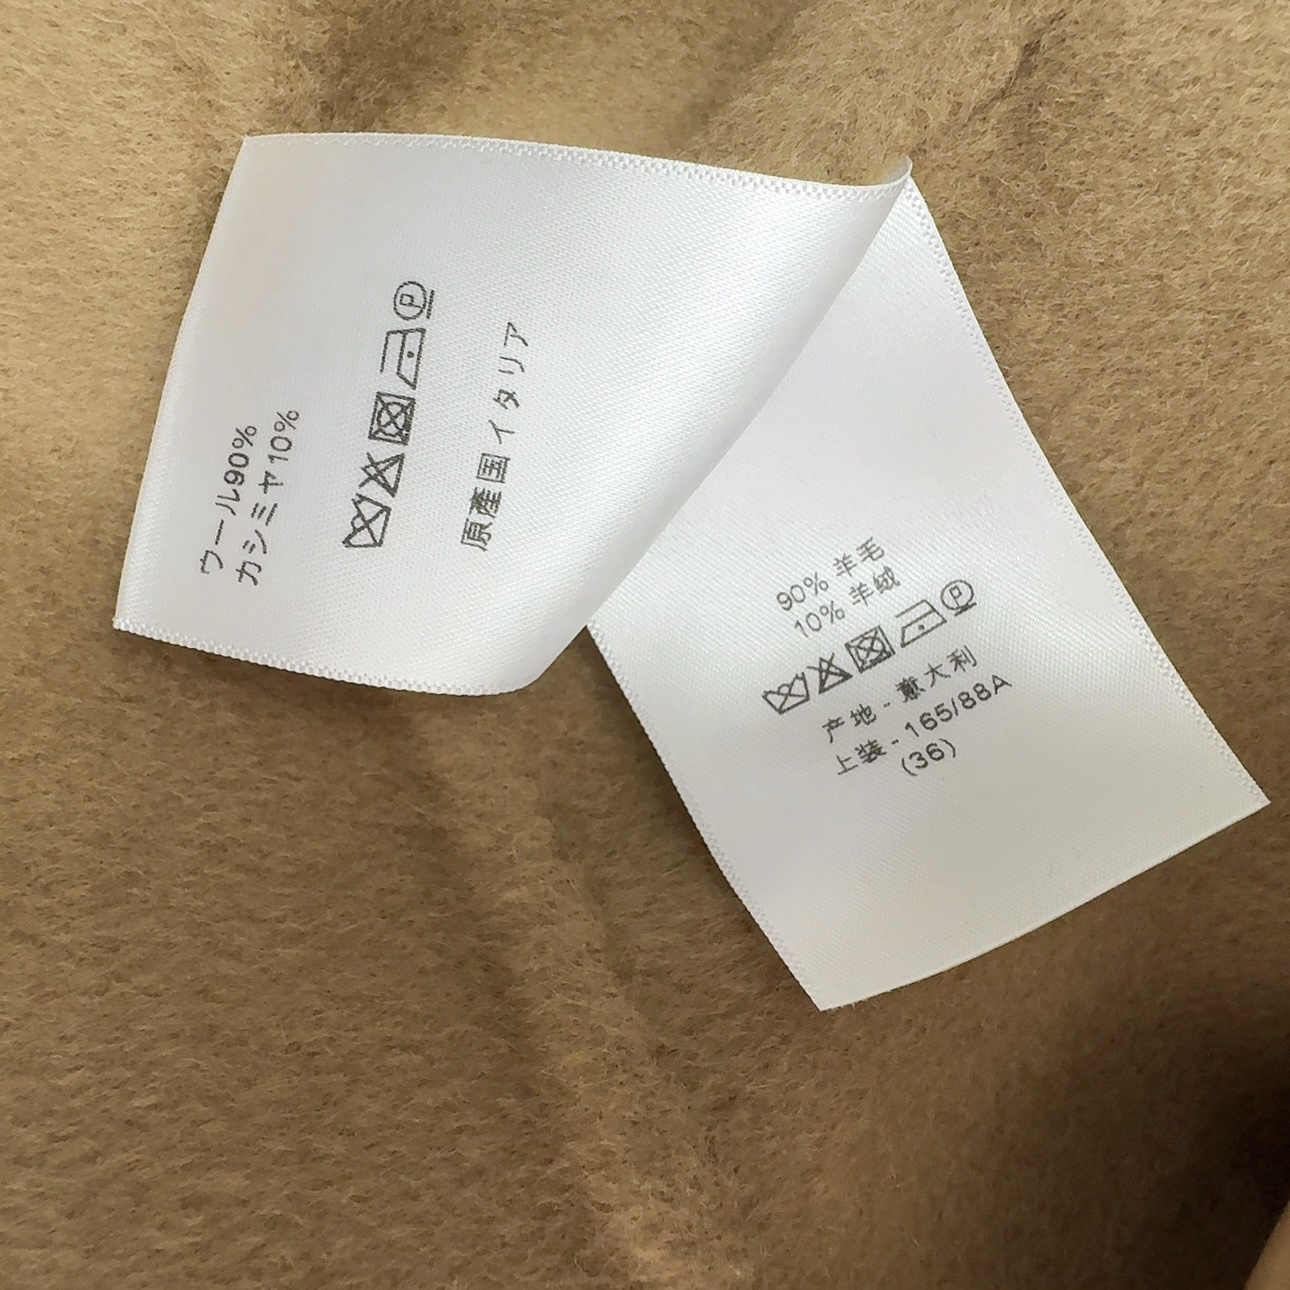 ウール90%
カシミヤ10%
原産国イタリア
90% 羊毛
10% 羊绒
产地 - 意大利
上装 - 165/88A
(36)